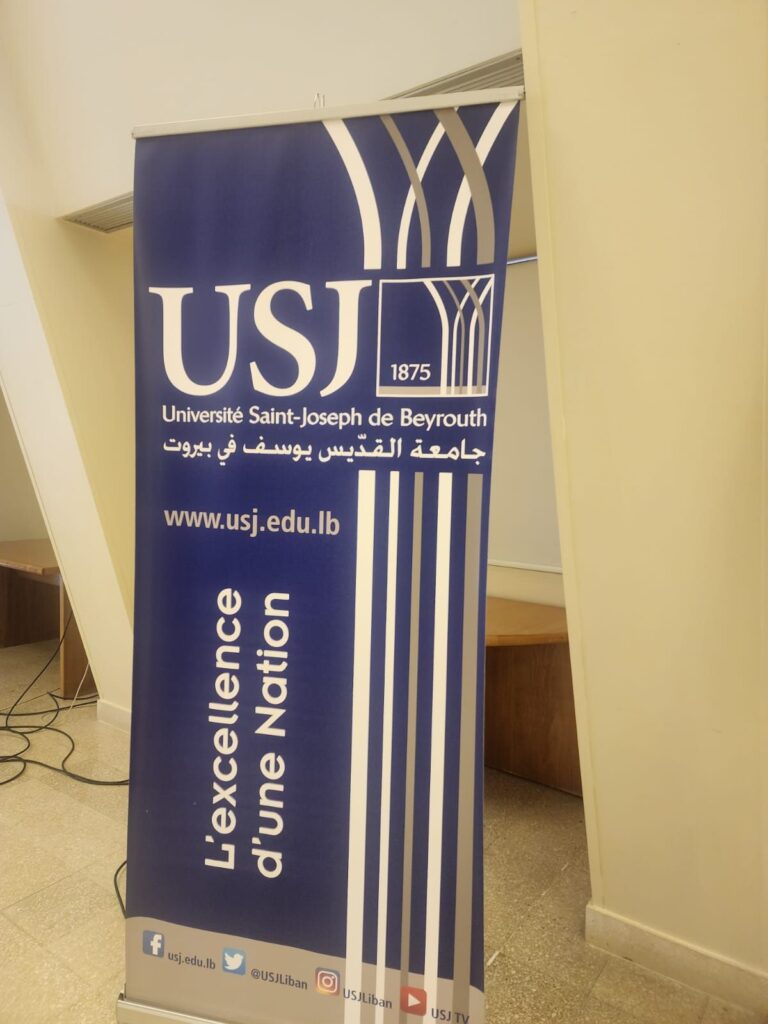 USJ
1875
Université Saint-Joseph de Beyrouth
جامعة القدّيس يوسف في بيروت
www.usj.edu.lb
L'excellence
d'une Nation
usj.edu.lb
@USJLiban
USJLiban
USJ TV